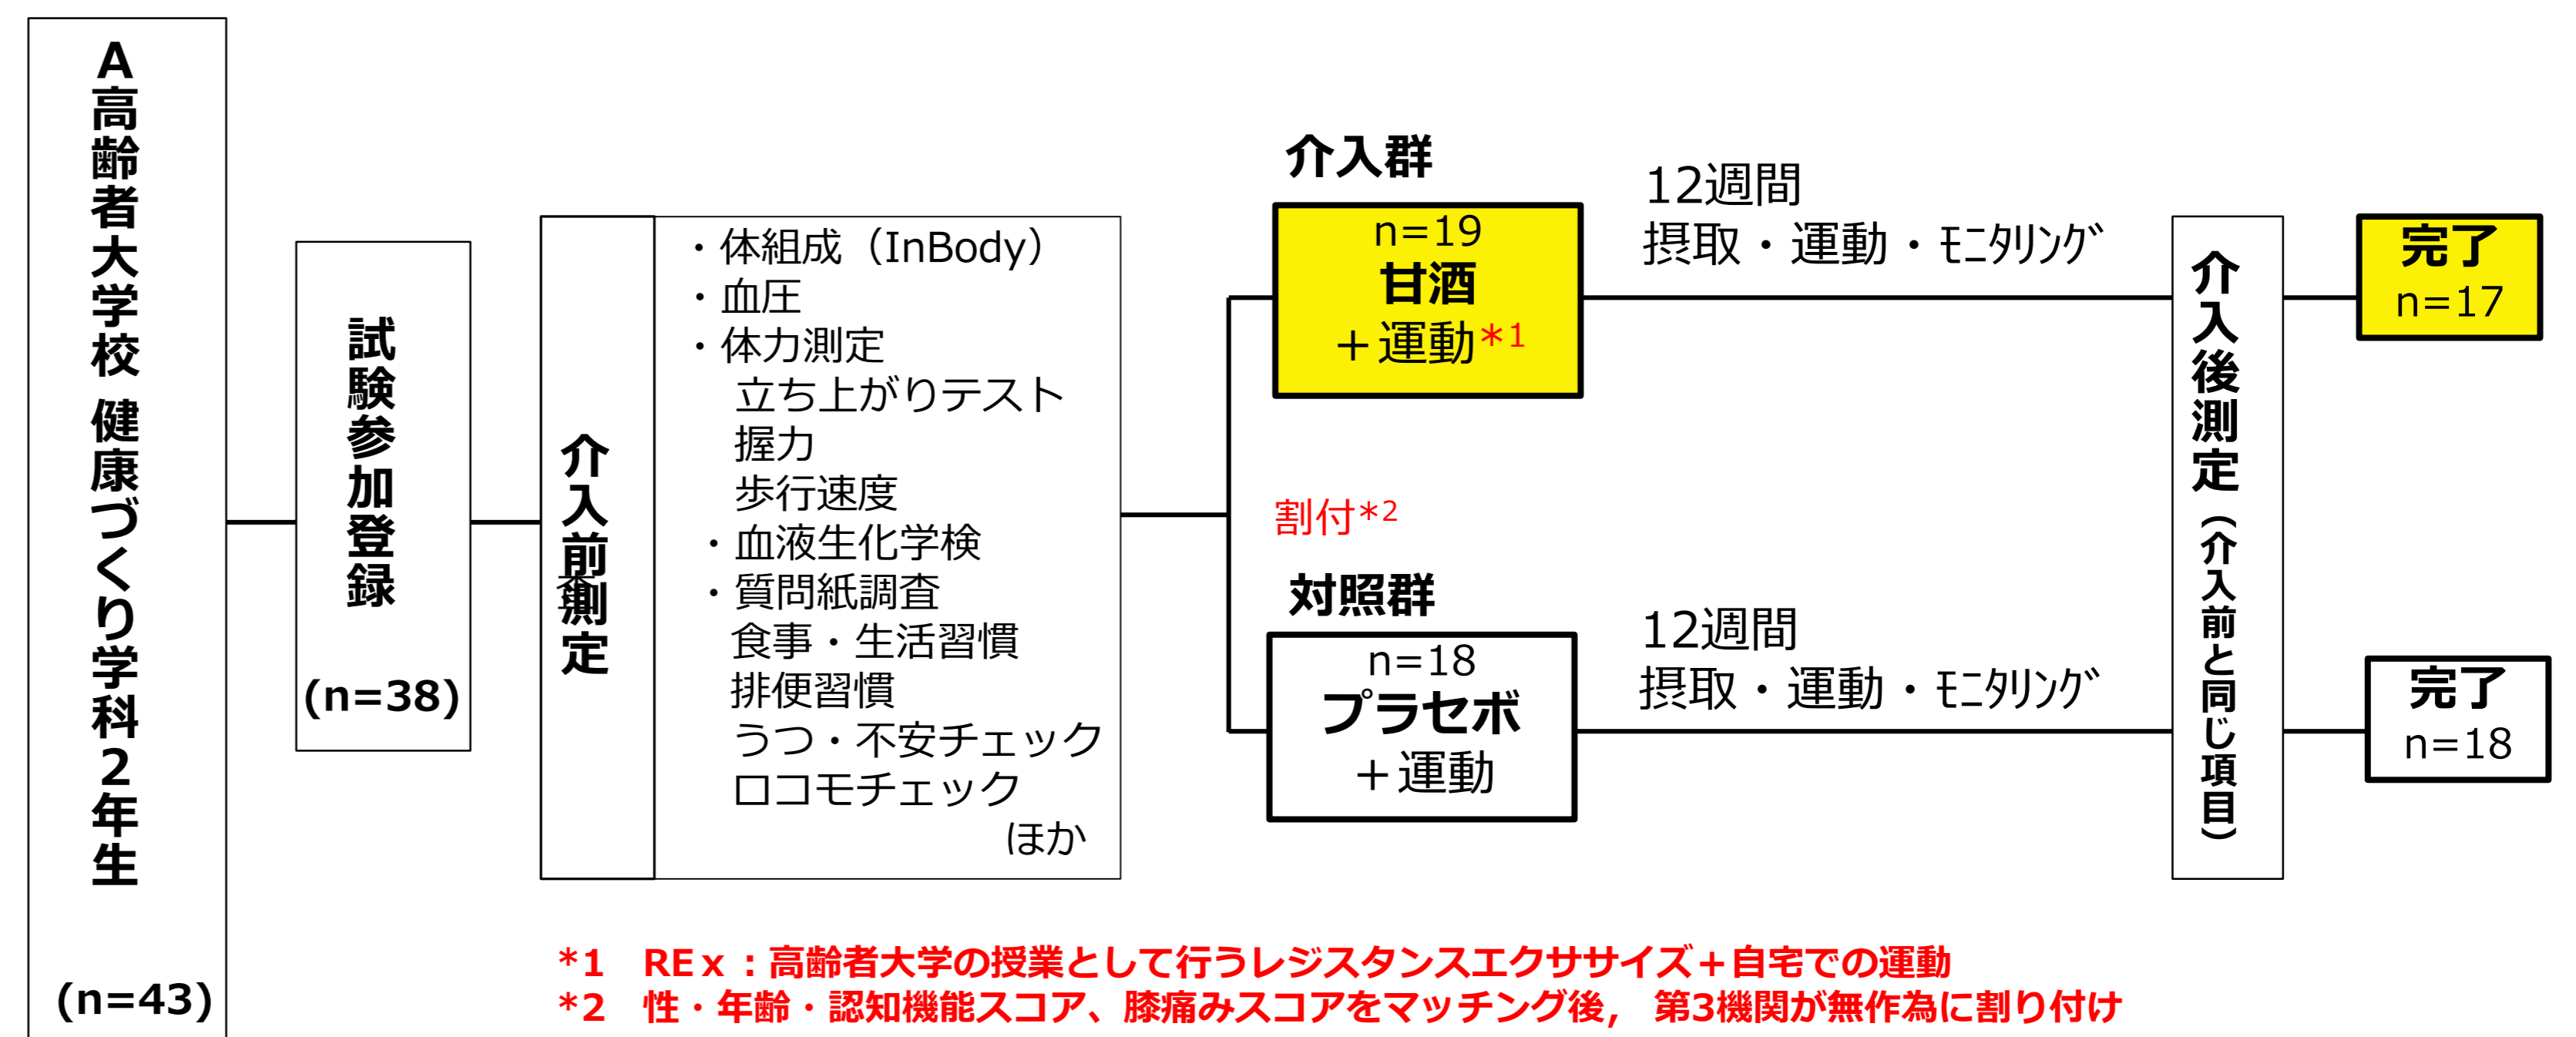 A高齢者大学校 健康づくり学科2年生
(n=43)
試験参加登録
(n=38)
介入前測定
・体組成（InBody）
・血圧
・体力測定
立ち上がりテスト
握力
歩行速度
・血液生化学検
査
・質問紙調査
食事・生活習慣
排便習慣
うつ・不安チェック
ロコモチェック
ほか
介入群
n=19
甘酒
＋運動*1
割付*2
対照群
n=18
プラセボ
＋運動
12週間
摂取・運動・ﾓﾆﾀﾘﾝｸﾞ
12週間
摂取・運動・ﾓﾆﾀﾘﾝｸﾞ
介入後測定（介入前と同じ項目）
完了
n=17
完了
n=18
*1 REｘ：高齢者大学の授業として行うレジスタンスエクササイズ＋自宅での運動
*2 性・年齢・認知機能スコア、膝痛みスコアをマッチング後， 第3機関が無作為に割り付け